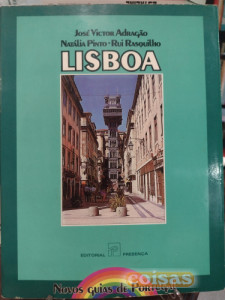 José Victor Adragão
Natália Pinto · Rui Rasquilho
LISBOA
EDITORIAL PRESENÇA
Novos guias de Portugal
coisas